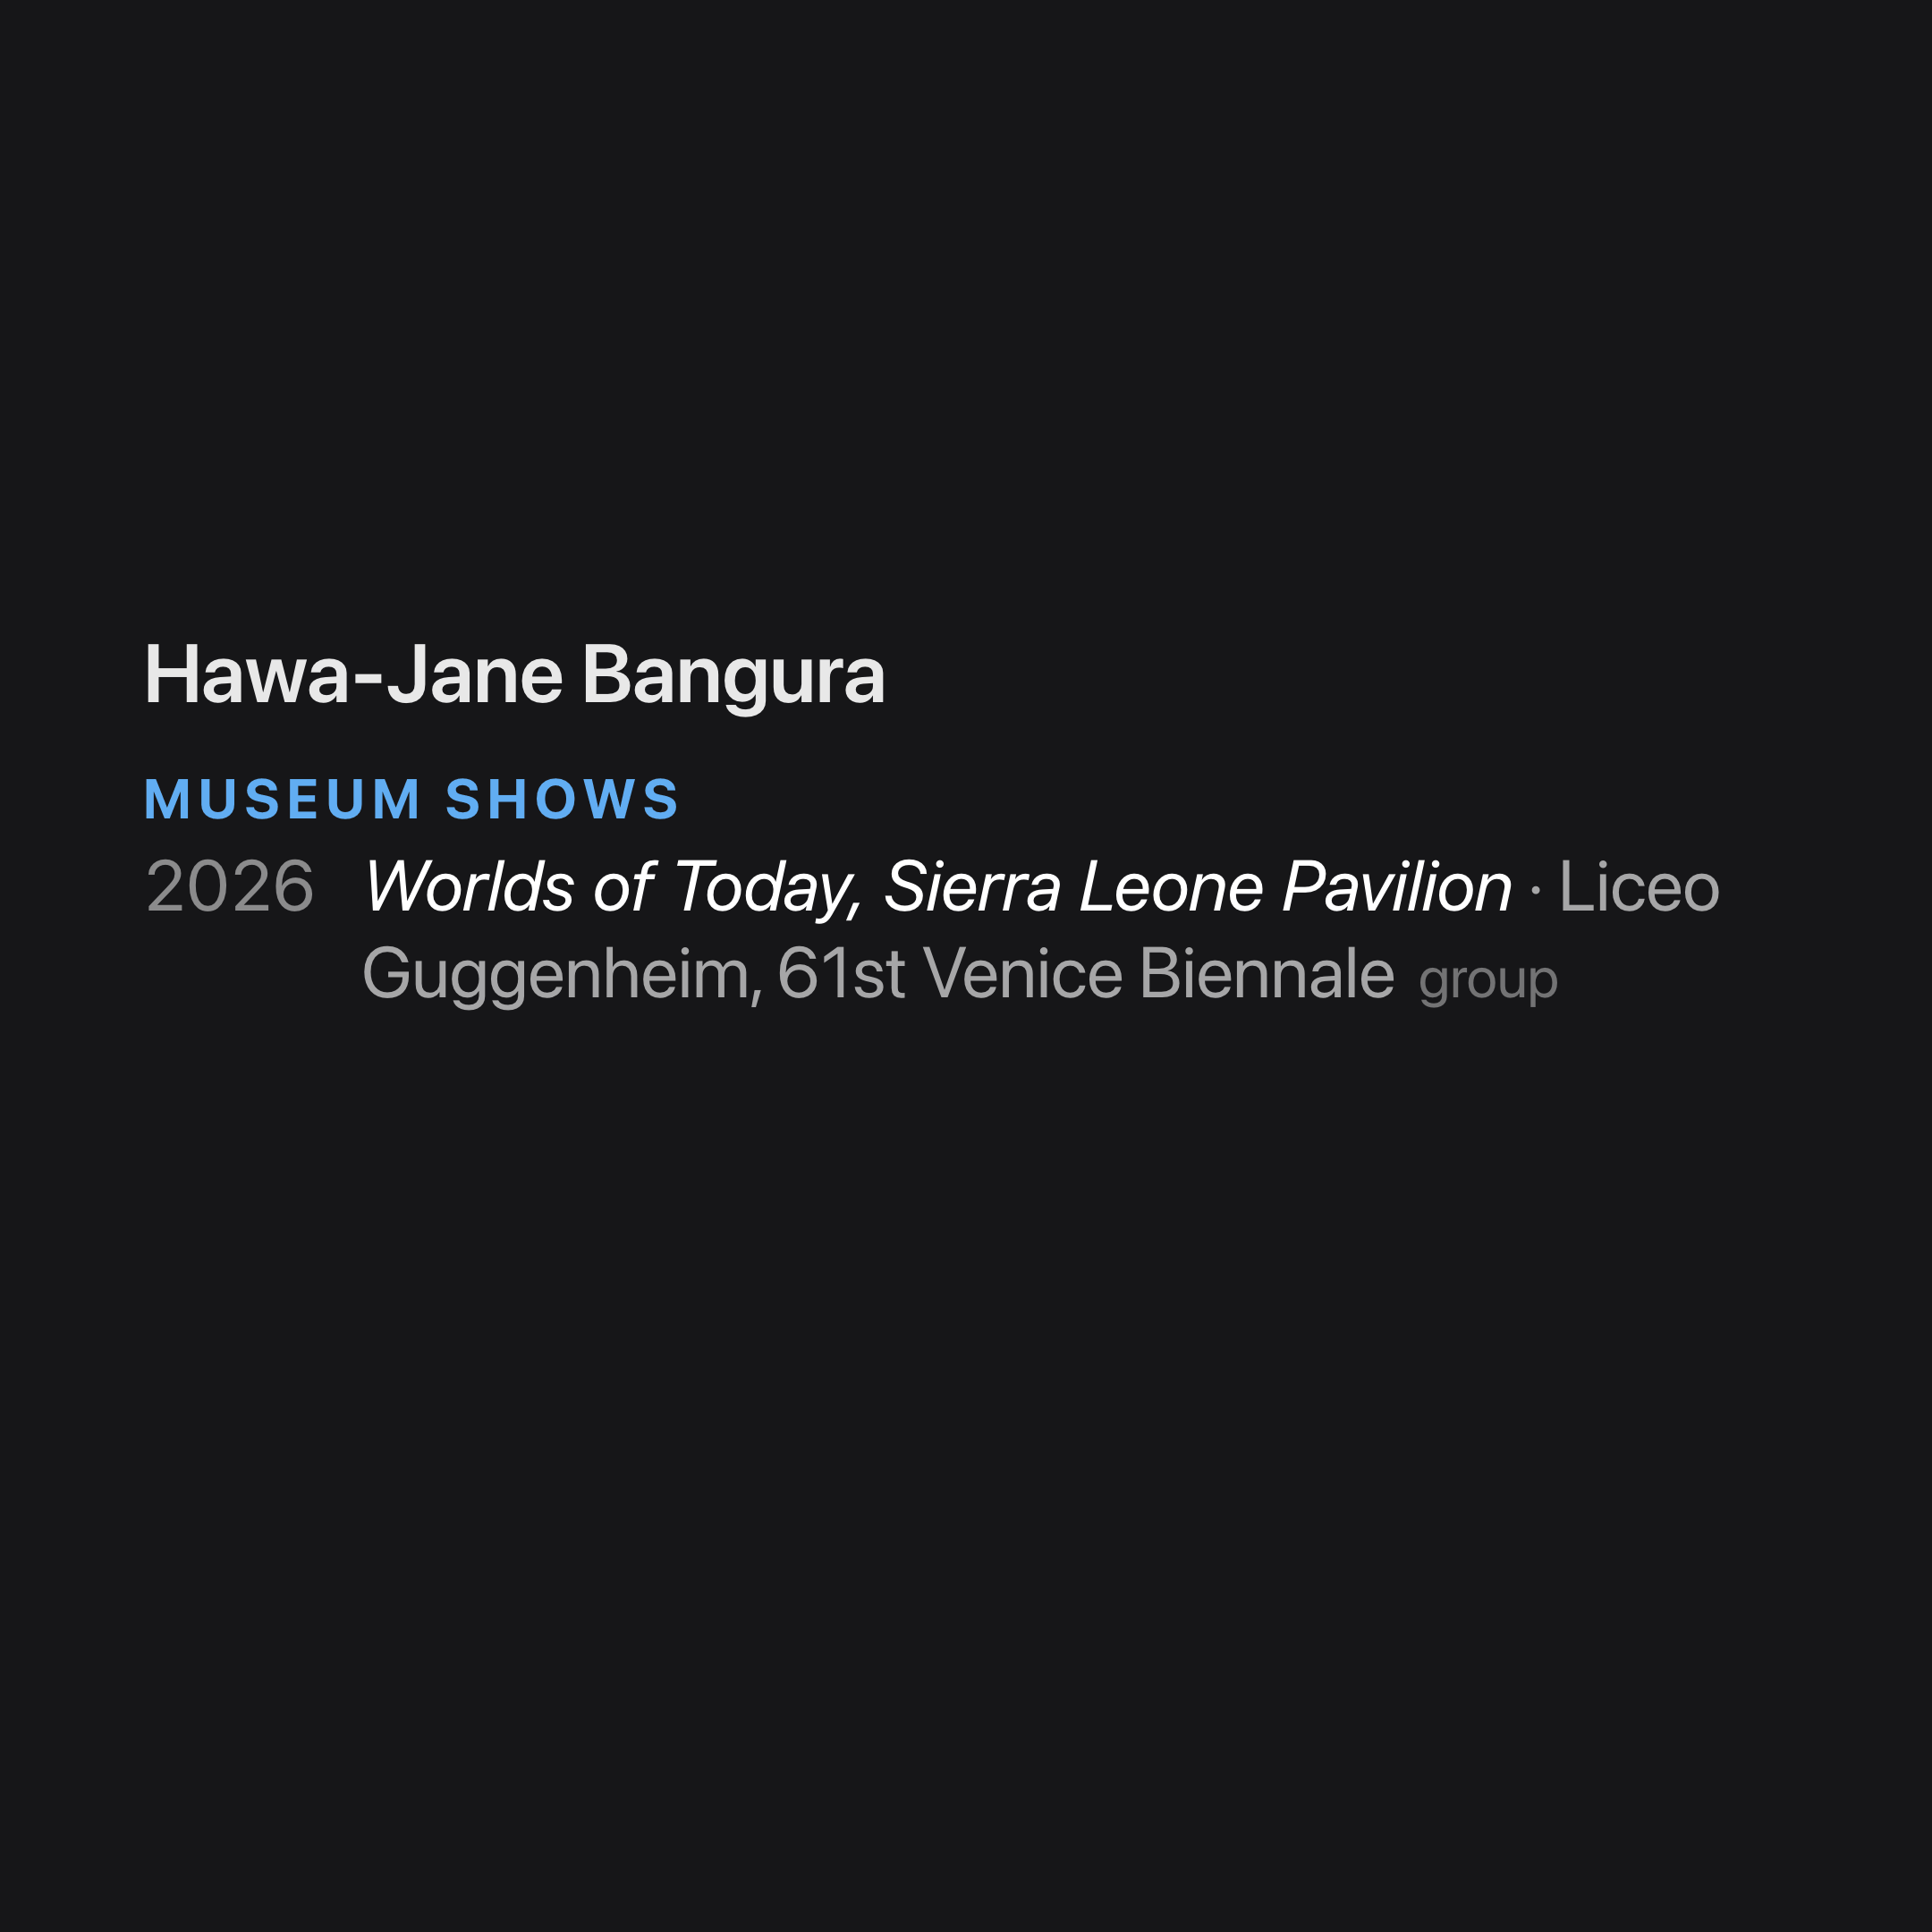 Hawa-Jane Bangura
MUSEUM SHOWS
2026 Worlds of Today, Sierra Leone Pavilion · Liceo
Guggenheim, 61st Venice Biennale group